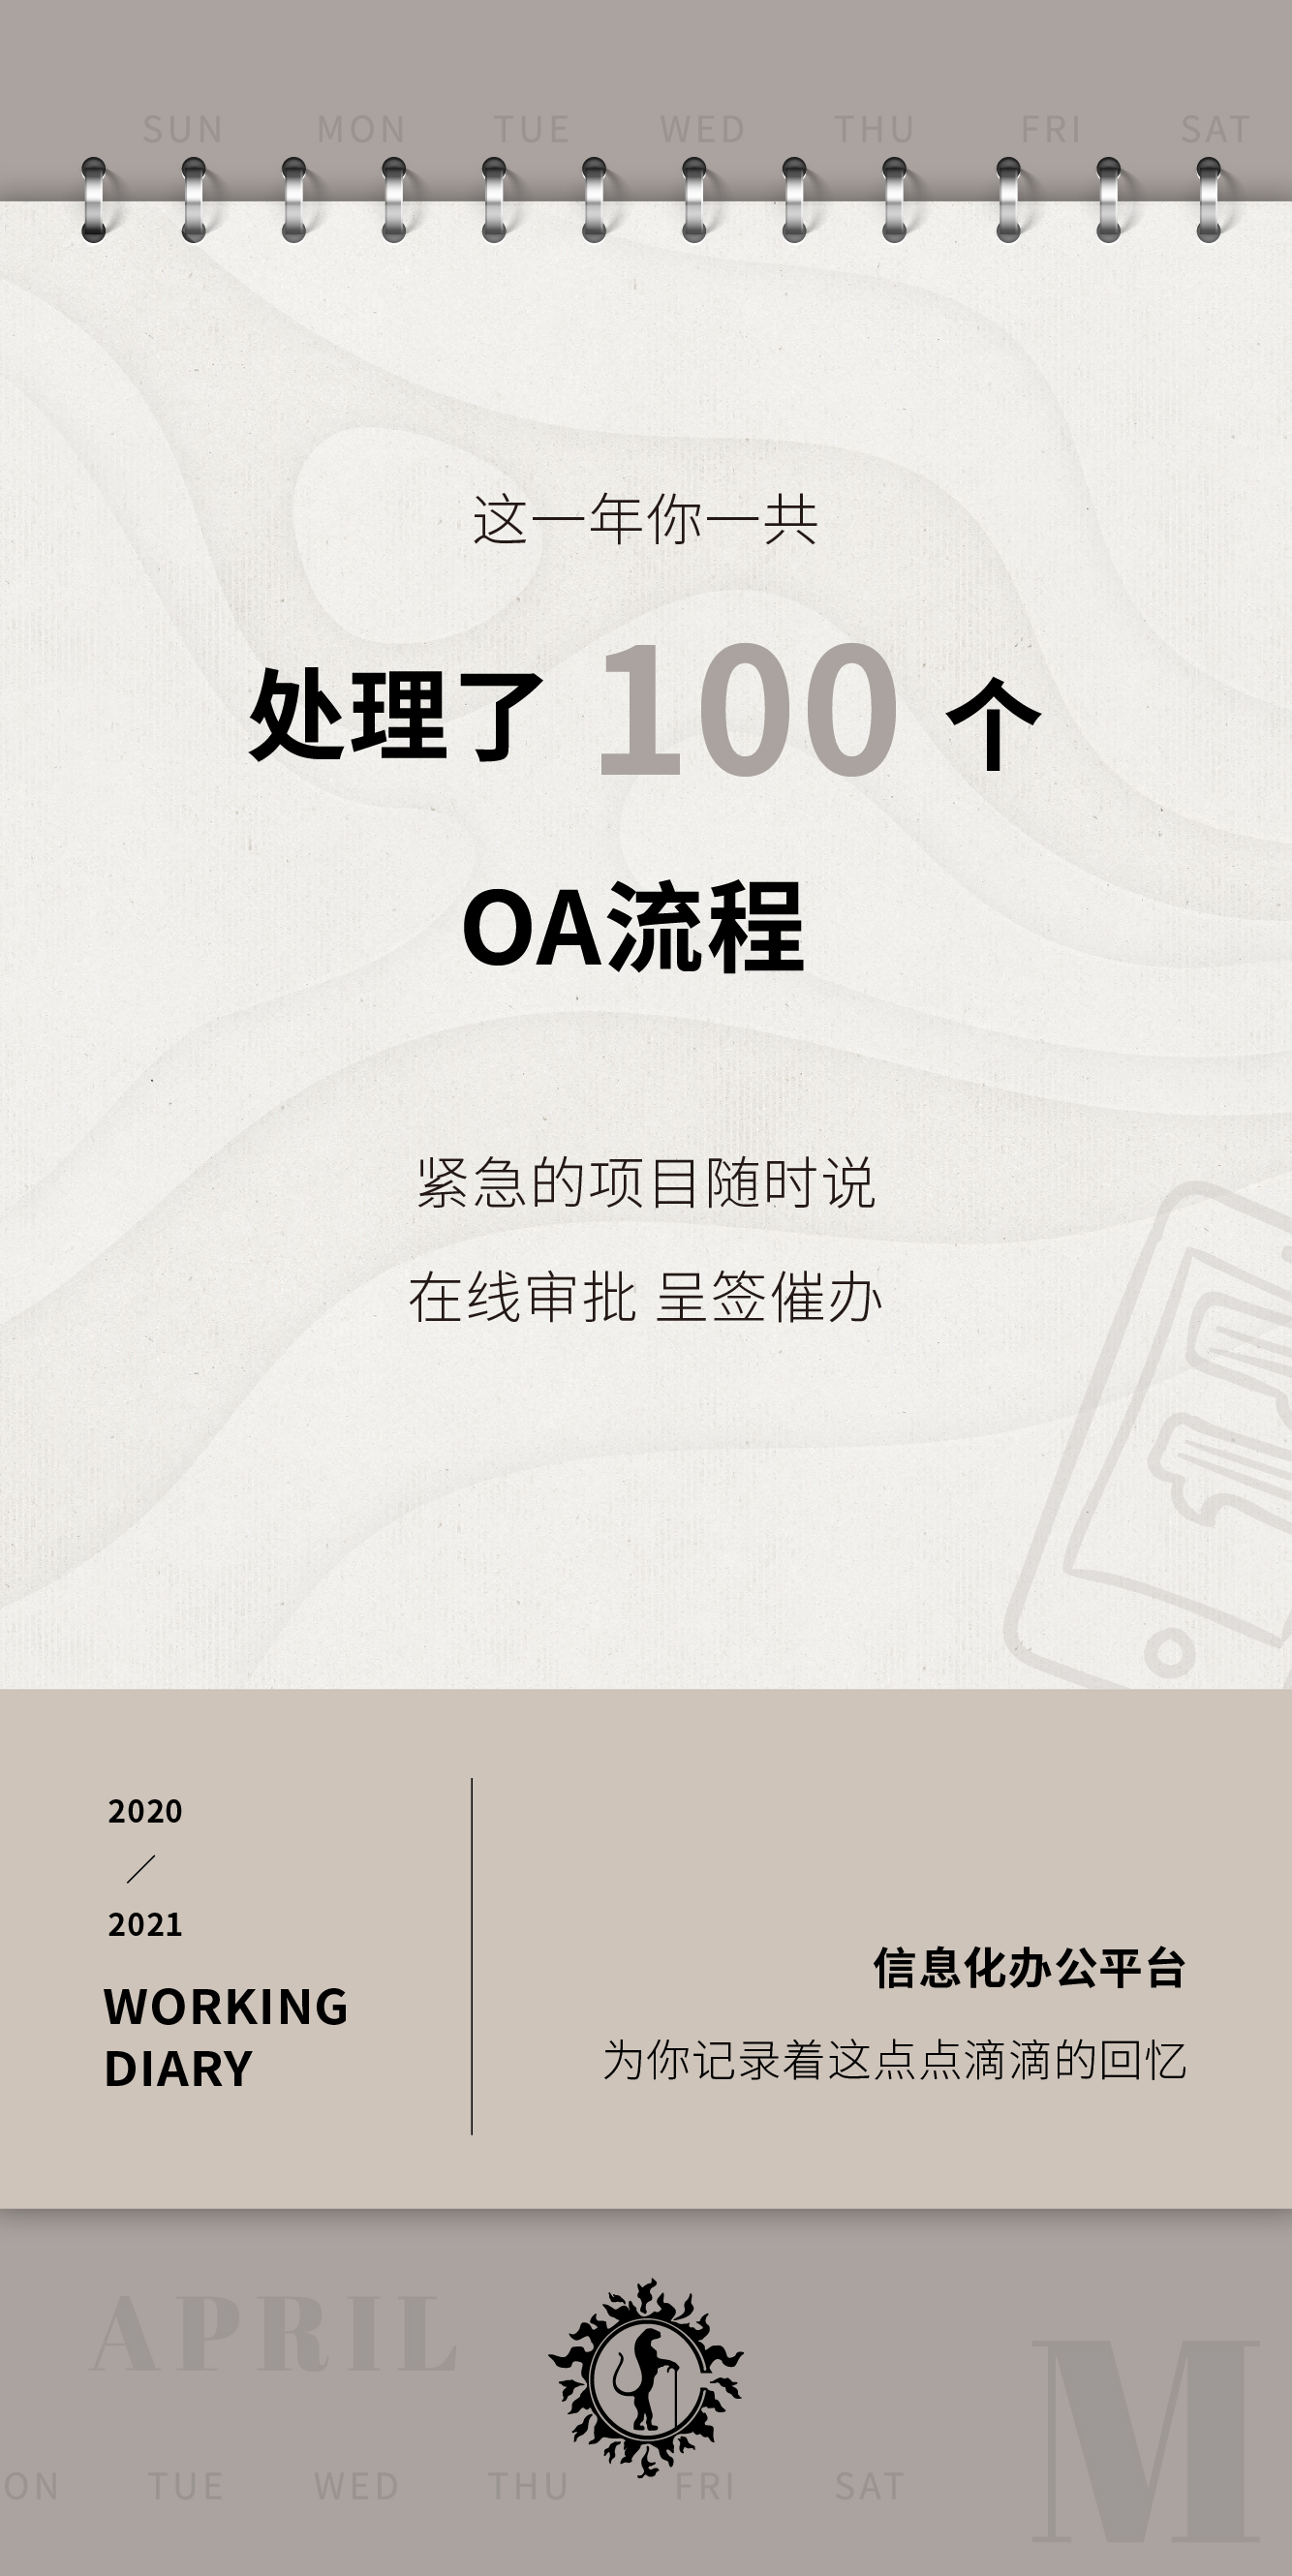 SUN MON TUE WED THU FRI SAT
这一年你一共
处理了 100 个
OA流程
紧急的项目随时说
在线审批 呈签催办
2020
/
2021
WORKING
DIARY
信息化办公平台
为你记录着这点点滴滴的回忆
APRIL
M
ON TUE WED THU FRI SAT